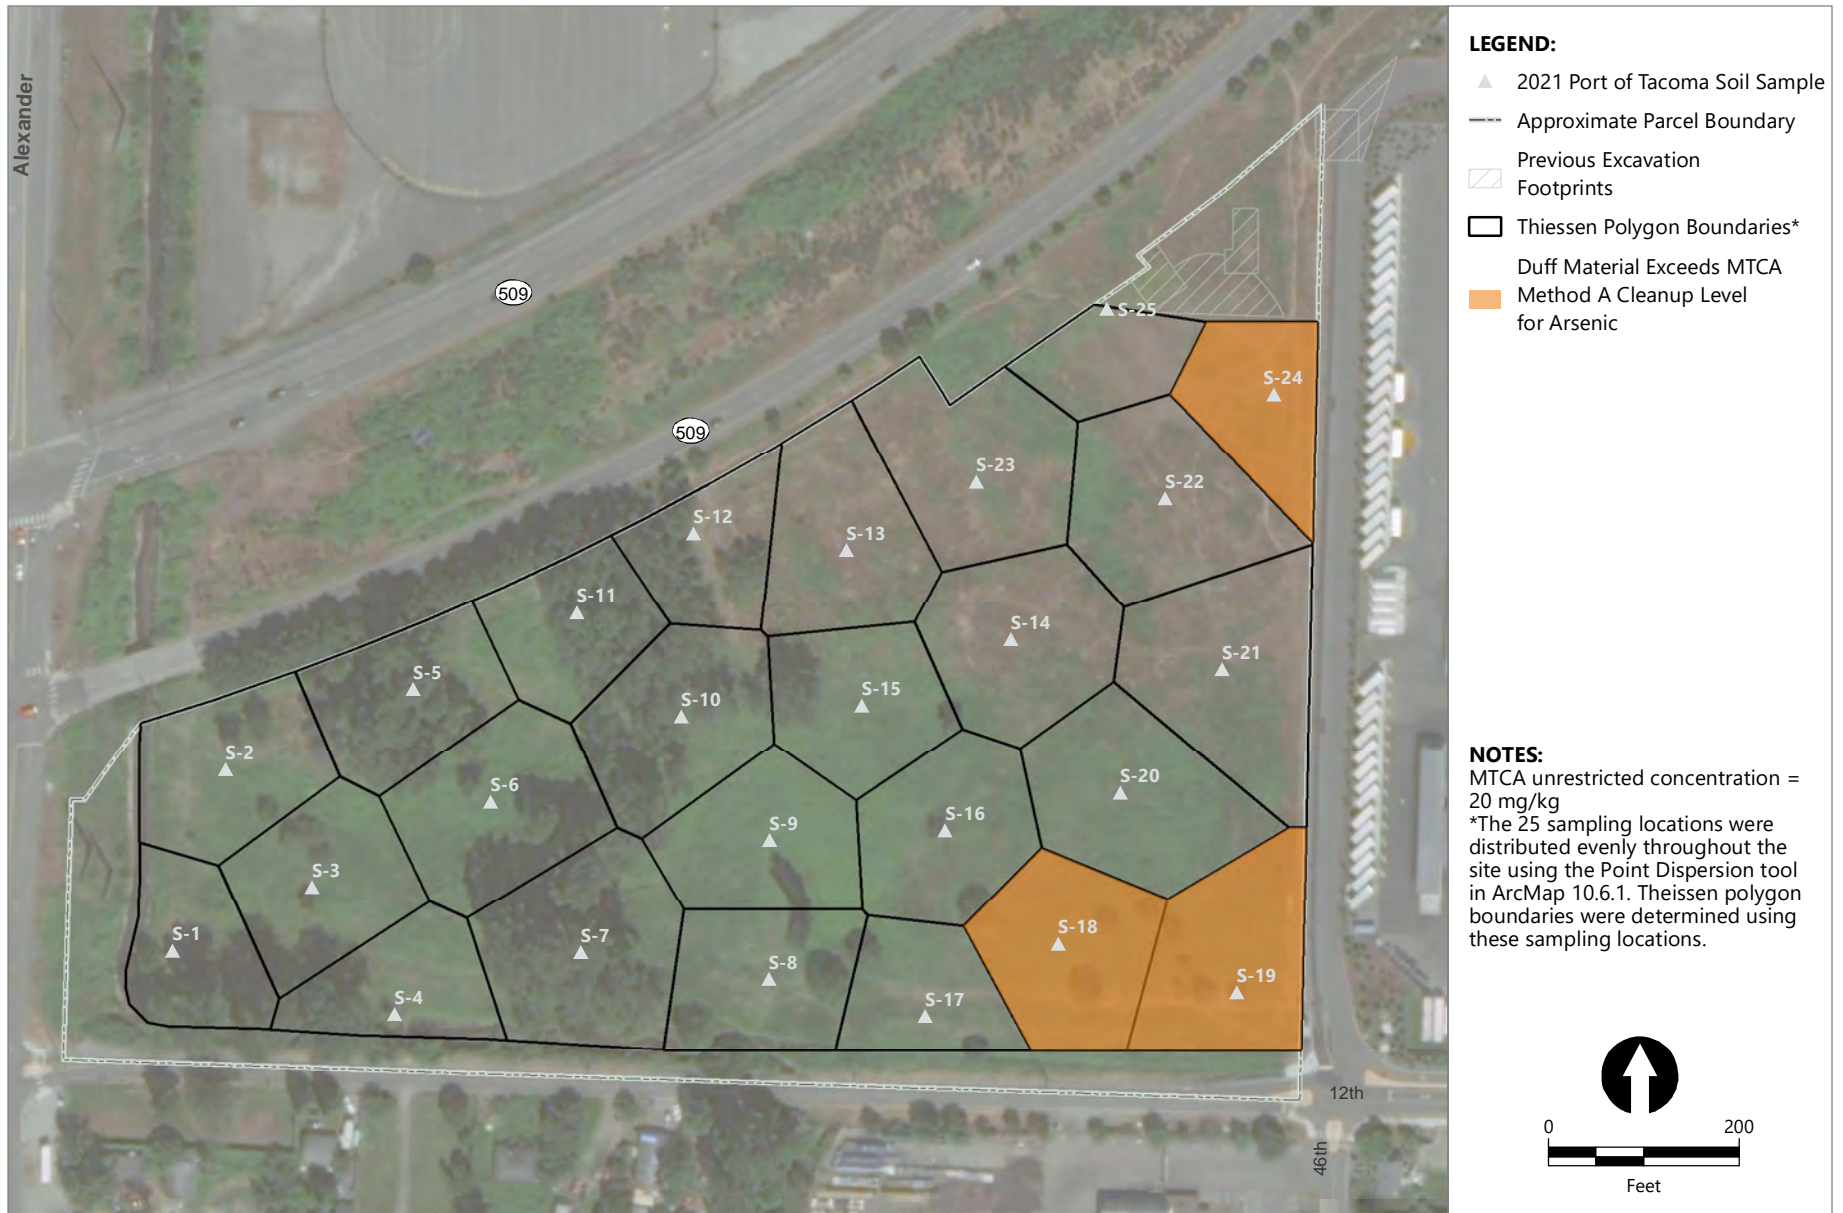 Alexander
509
509
S-25
S-24
S-23
S-22
S-12
S-13
S-11
S-14
S-21
S-5
S-10
S-15
S-2
S-6
S-20
S-9
S-16
S-3
S-1
S-7
S-18
S-8
S-19
S-4
S-17
12th
46th
LEGEND:
2021 Port of Tacoma Soil Sample
Approximate Parcel Boundary
Previous Excavation
Footprints
Thiessen Polygon Boundaries*
Duff Material Exceeds MTCA
Method A Cleanup Level
for Arsenic
NOTES:
MTCA unrestricted concentration =
20 mg/kg
*The 25 sampling locations were
distributed evenly throughout the
site using the Point Dispersion tool
in ArcMap 10.6.1. Theissen polygon
boundaries were determined using
these sampling locations.
0 200
Feet